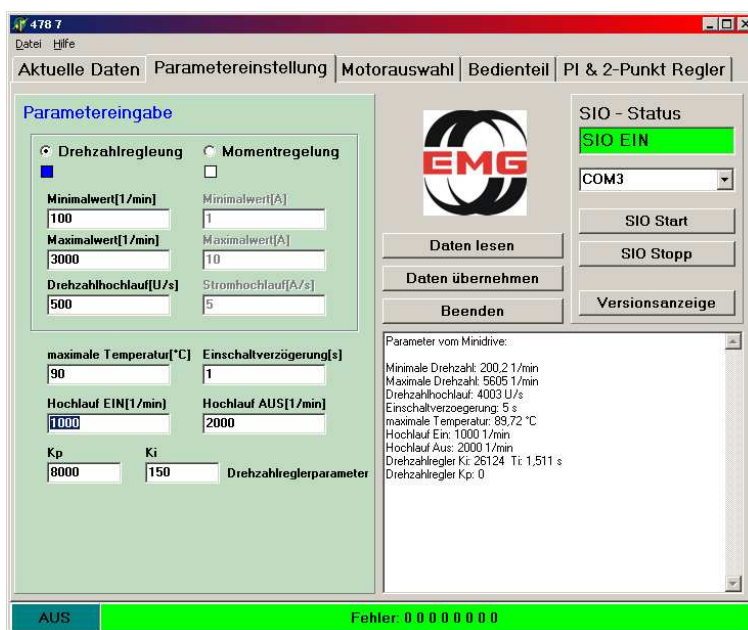 478 7
Datei Hilfe
Aktuelle Daten Parametereinstellung Motorauswahl Bedienteil PI & 2-Punkt Regler
Parametereingabe
Drehzahlregleung Momentregelung
Minimalwert[1/min] Minimalwert[A]
100 1
Maximalwert[1/min] Maximalwert[A]
3000 10
Drehzahlhochlauf[U/s] Stromhochlauf[A/s]
500 5
maximale Temperatur[°C] Einschaltverzögerung[s]
90 1
Hochlauf EIN[1/min) Hochlauf AUS[1/min)
1000 2000
Kp Ki
8000 150 Drehzahlreglerparameter
EMG
Daten lesen
Daten übernehmen
Beenden
SIO - Status
SIO EIN
COM3
SIO Start
SIO Stopp
Versionsanzeige
Parameter vom Minidrive:
Minimale Drehzahl: 200,2 1/min
Maximale Drehzahl: 5605 1/min
Drehzahlhochlauf: 4003 U/s
Einschaltverzoegerung: 5 s
maximale Temperatur: 89,72 °C
Hochlauf Ein: 1000 1/min
Hochlauf Aus: 2000 1/min
Drehzahlregler Ki: 26124 Ti: 1,511 s
Drehzahlregler Kp: 0
AUS Fehler: 0 0 0 0 0 0 0 0